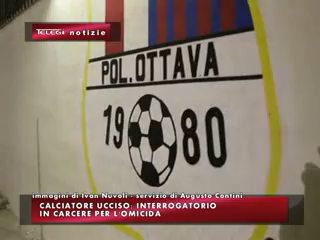 TELEGI notizie
POL. OTTAVA
19 80
immagini di Ivan Nuvoli - servizio di Augusto Cantini
CALCIATORE UCCISO: INTERROGATORIO
IN CARCERE PER L'OMICIDA